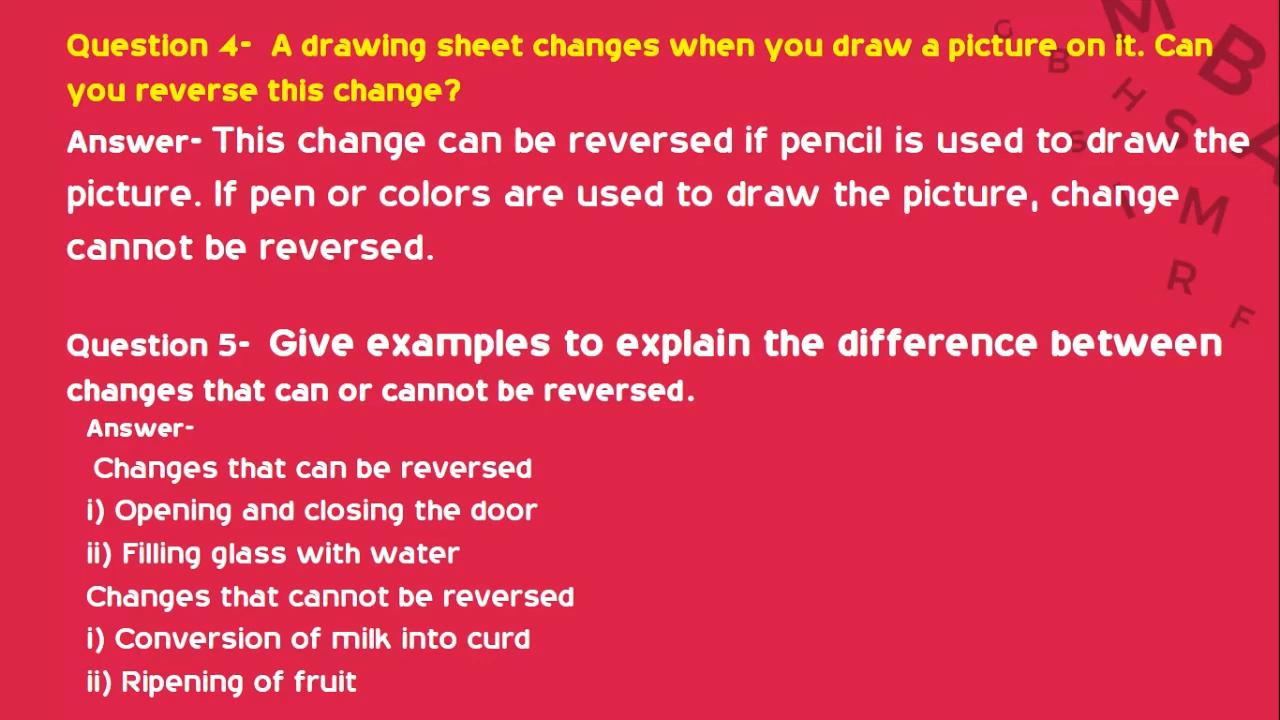 Question 4-  A drawing sheet changes when you draw a picture on it. Can
you reverse this change?
Answer- This change can be reversed if pencil is used to draw the
picture. If pen or colors are used to draw the picture, change
cannot be reversed.
Question 5-  Give examples to explain the difference between
changes that can or cannot be reversed.
Answer-
Changes that can be reversed
i) Opening and closing the door
ii) Filling glass with water
Changes that cannot be reversed
i) Conversion of milk into curd
ii) Ripening of fruit
M
B
B
H
S
S
M
R
F